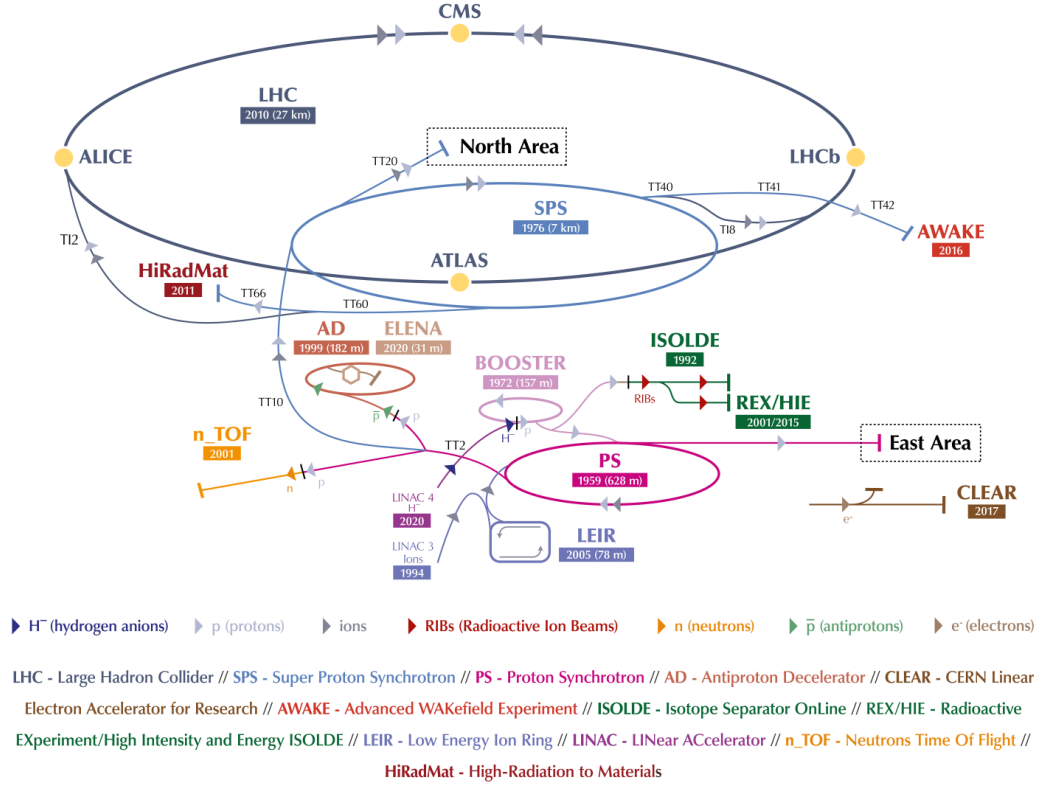 CMS
LHC
2010 (27 km)
North Area
TT20
ALICE
LHCb
TT40
TT41
SPS
1976 (7 km)
TT42
TI8
AWAKE
2016
TI2
ATLAS
HiRadMat
2011
TT66
TT60
AD
1999 (182 m)
ELENA
2020 (31 m)
ISOLDE
1992
BOOSTER
1972 (157 m)
RIBs
REX/HIE
2001/2015
TT10
p̅
p
p
H⁻
n_TOF
2001
TT2
East Area
PS
1959 (628 m)
n
p
LINAC 4
H⁻
2020
CLEAR
2017
e⁻
LINAC 3
Ions
1994
LEIR
2005 (78 m)
H⁻ (hydrogen anions)
p (protons)
ions
RIBs (Radioactive Ion Beams)
n (neutrons)
p̅ (antiprotons)
e⁻ (electrons)
LHC - Large Hadron Collider // SPS - Super Proton Synchrotron // PS - Proton Synchrotron // AD - Antiproton Decelerator // CLEAR - CERN Linear
Electron Accelerator for Research // AWAKE - Advanced WAKefield Experiment // ISOLDE - Isotope Separator OnLine // REX/HIE - Radioactive
EXperiment/High Intensity and Energy ISOLDE // LEIR - Low Energy Ion Ring // LINAC - LINear ACcelerator // n_TOF - Neutrons Time Of Flight //
HiRadMat - High-Radiation to Materials